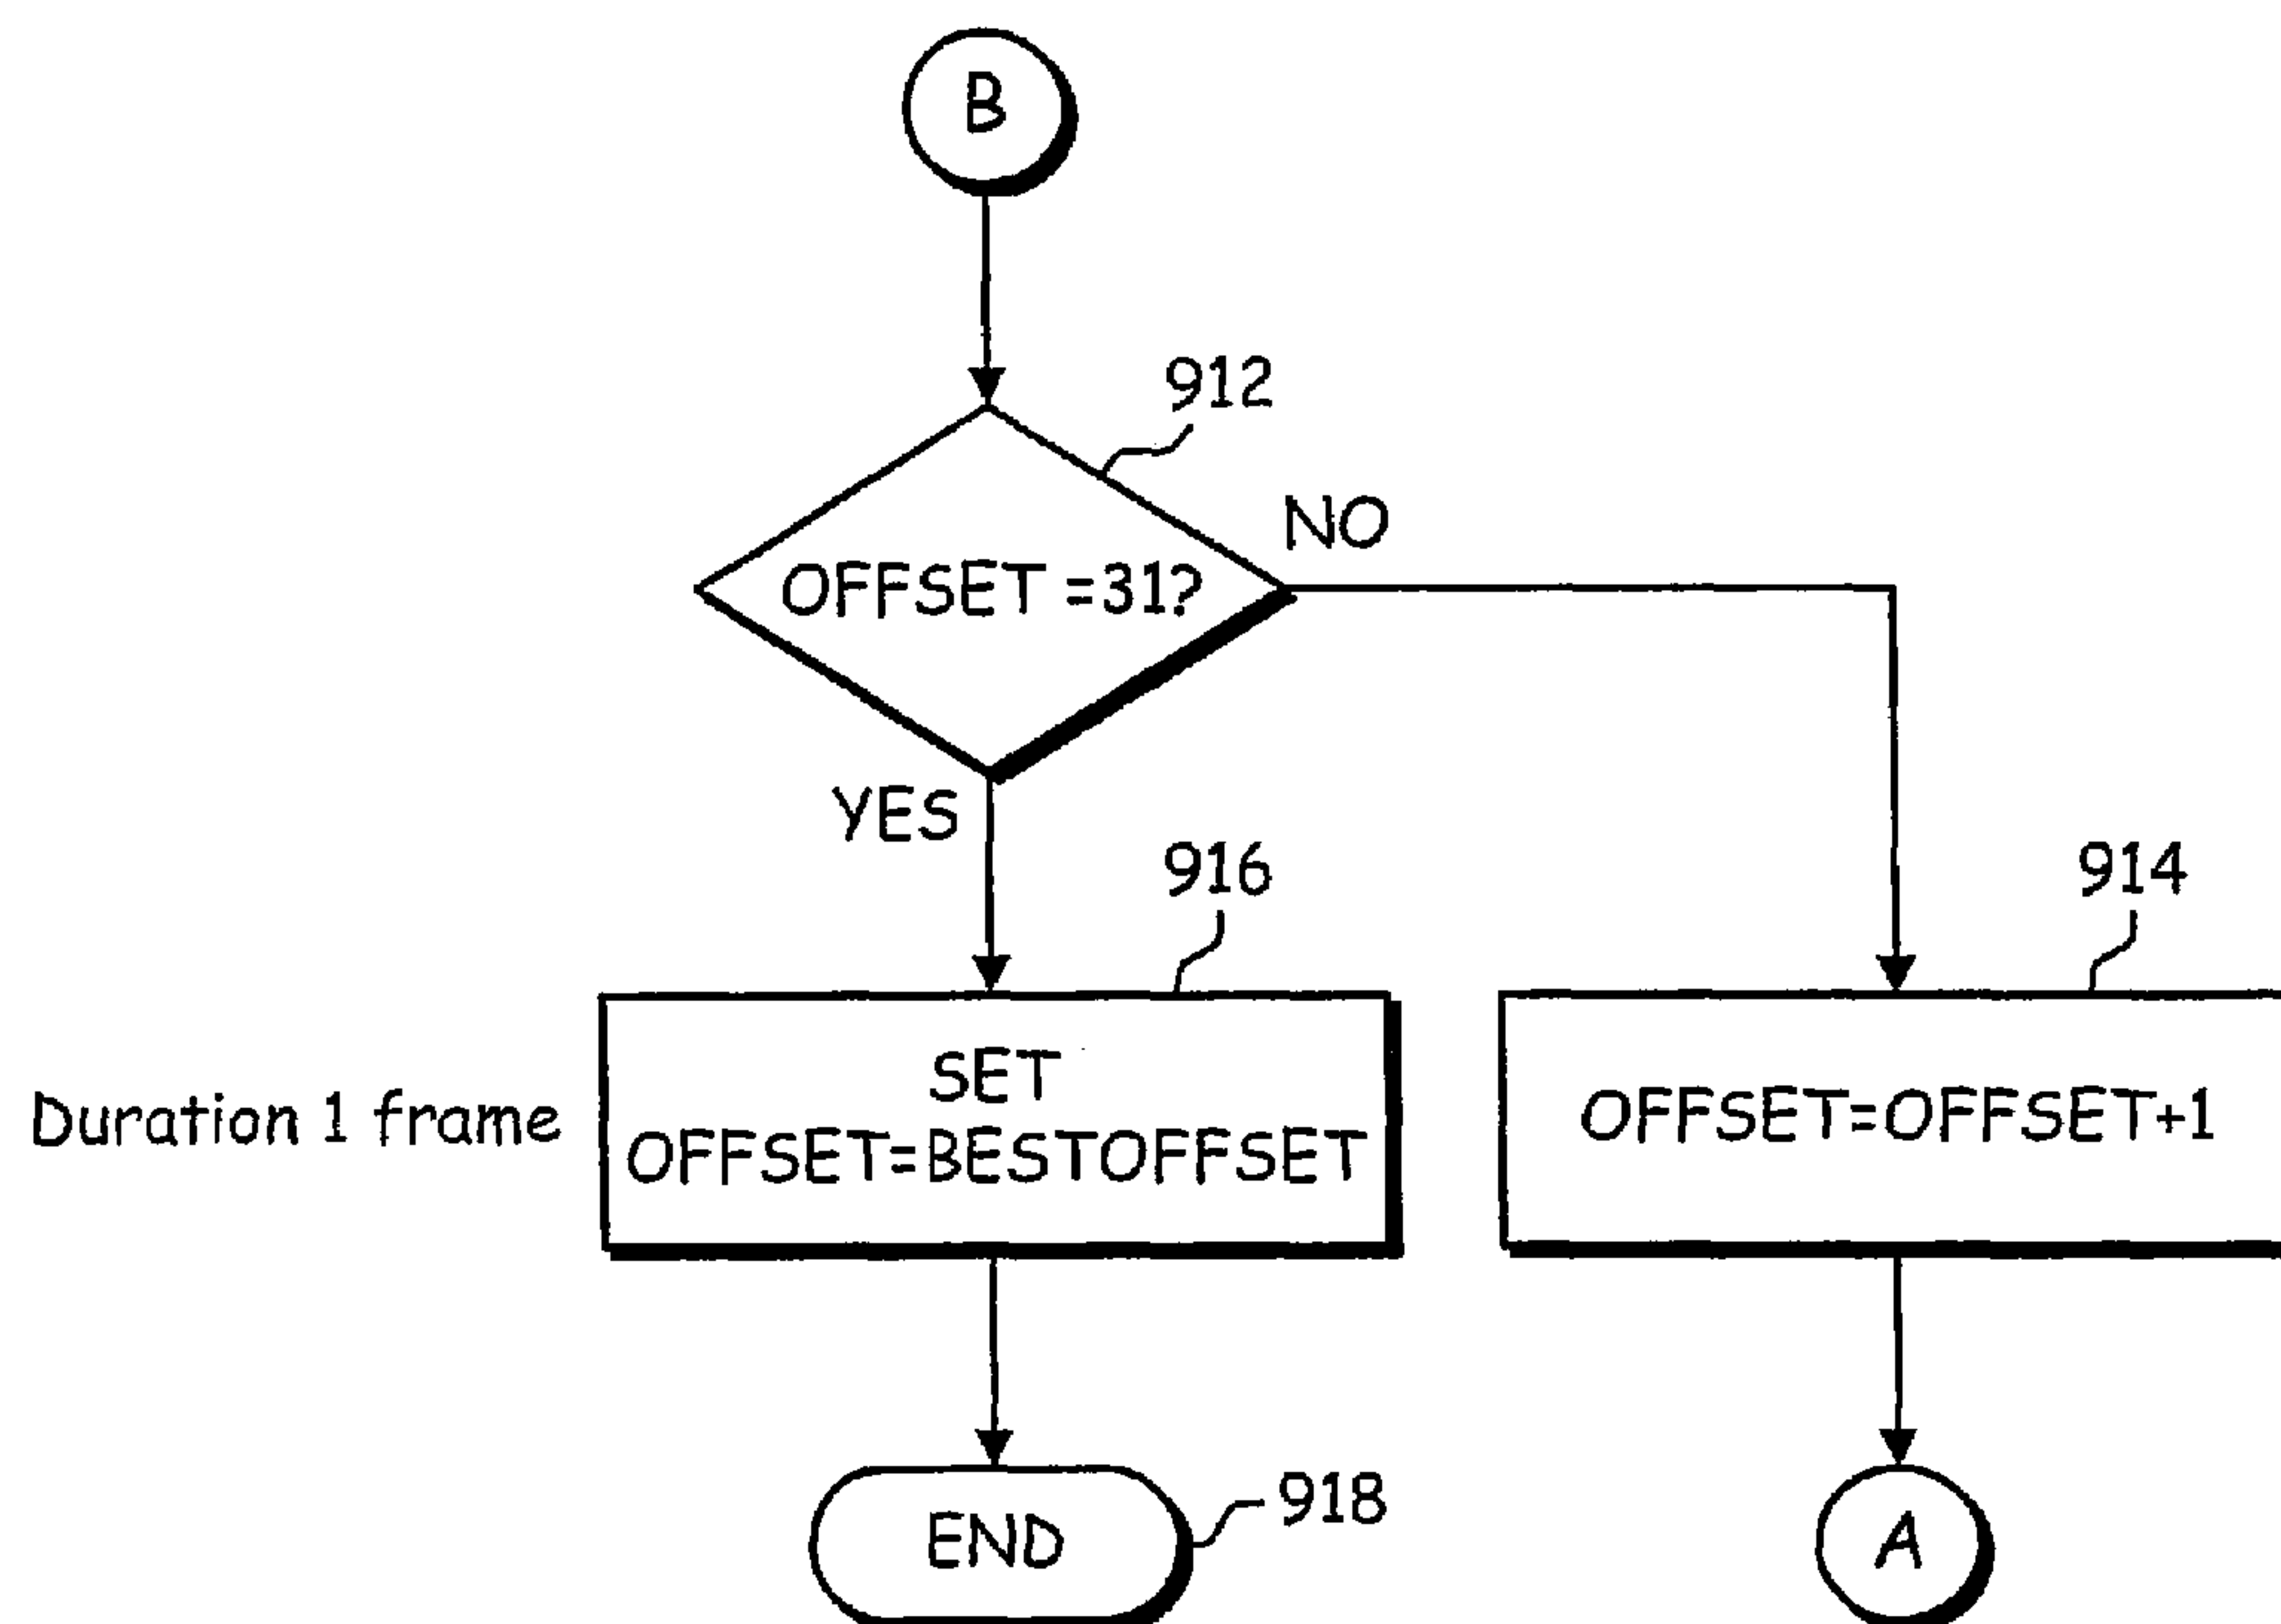 B
912
NO
OFFSET =31?
YES
916
914
SET
OFFSET=BESTOFFSET
Duration 1 frame
OFFSET=OFFSET+1
END
918
A